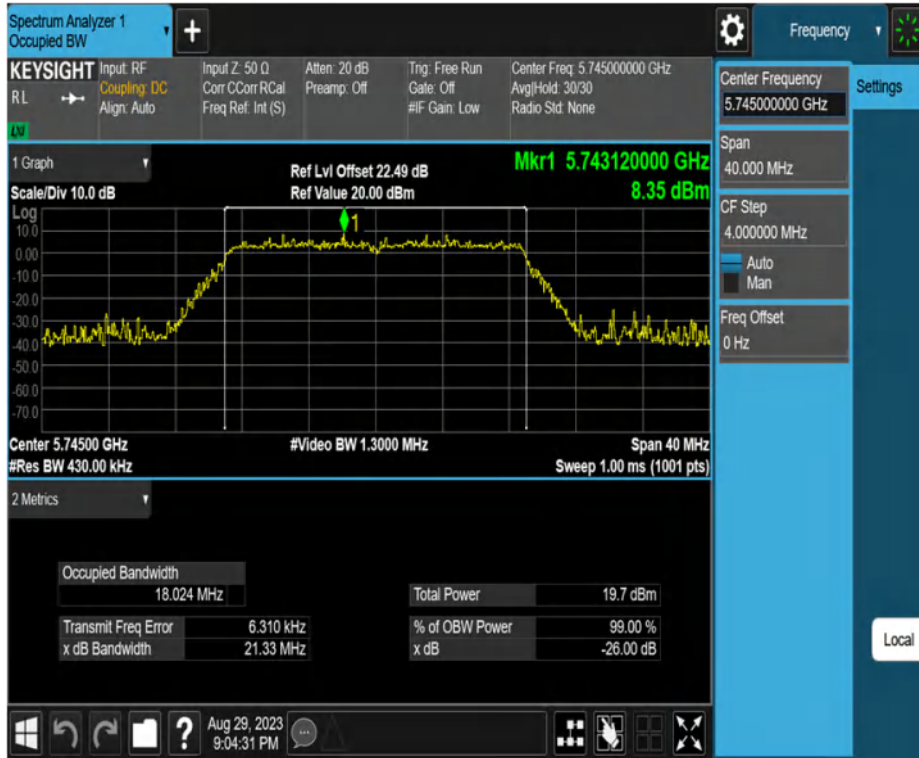 Spectrum Analyzer 1
Occupied BW
+
Frequency
KEYSIGHT
RL
LXI
Input: RF
Coupling: DC
Align: Auto
Input Z: 50 Ω
Corr CCorr RCal
Freq Ref: Int (S)
Atten: 20 dB
Preamp: Off
Trig: Free Run
Gate: Off
#IF Gain: Low
Center Freq: 5.745000000 GHz
Avg|Hold: 30/30
Radio Std: None
Center Frequency
5.745000000 GHz
Settings
Span
40.000 MHz
CF Step
4.000000 MHz
Auto
Man
Freq Offset
0 Hz
Local
1 Graph
Scale/Div 10.0 dB
Ref Lvl Offset 22.49 dB
Ref Value 20.00 dBm
Mkr1 5.743120000 GHz
8.35 dBm
Log
10.0
0.00
-10.0
-20.0
-30.0
-40.0
-50.0
-60.0
-70.0
1
Center 5.74500 GHz
#Video BW 1.3000 MHz
Span 40 MHz
#Res BW 430.00 kHz
Sweep 1.00 ms (1001 pts)
2 Metrics
Occupied Bandwidth
18.024 MHz
Total Power 19.7 dBm
Transmit Freq Error 6.310 kHz
% of OBW Power 99.00 %
x dB Bandwidth 21.33 MHz
x dB -26.00 dB
?
Aug 29, 2023
9:04:31 PM